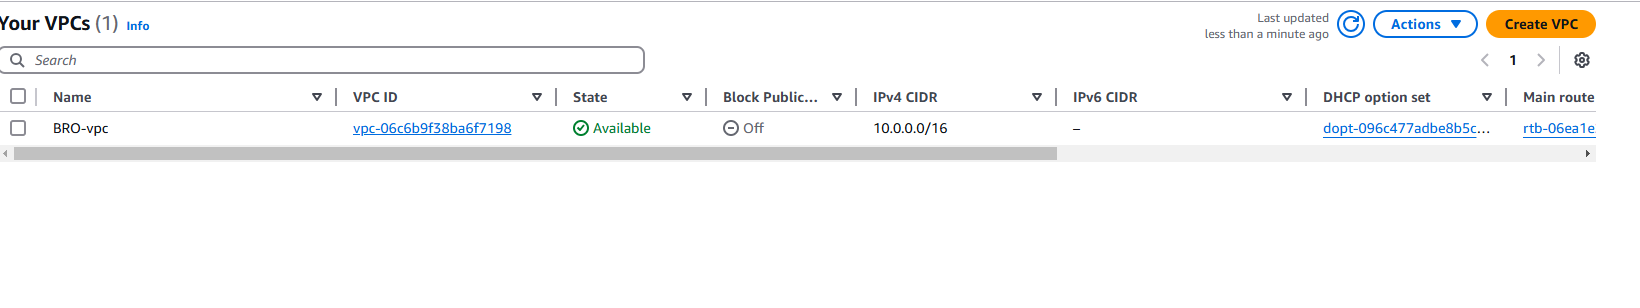 Your VPCs (1) Info
Last updated
less than a minute ago
Actions
Create VPC
Search
1
Name
VPC ID
State
Block Public...
IPv4 CIDR
IPv6 CIDR
DHCP option set
Main route
BRO-vpc
vpc-06c6b9f38ba6f7198
Available
Off
10.0.0.0/16
–
dopt-096c477adbe8b5c...
rtb-06ea1e